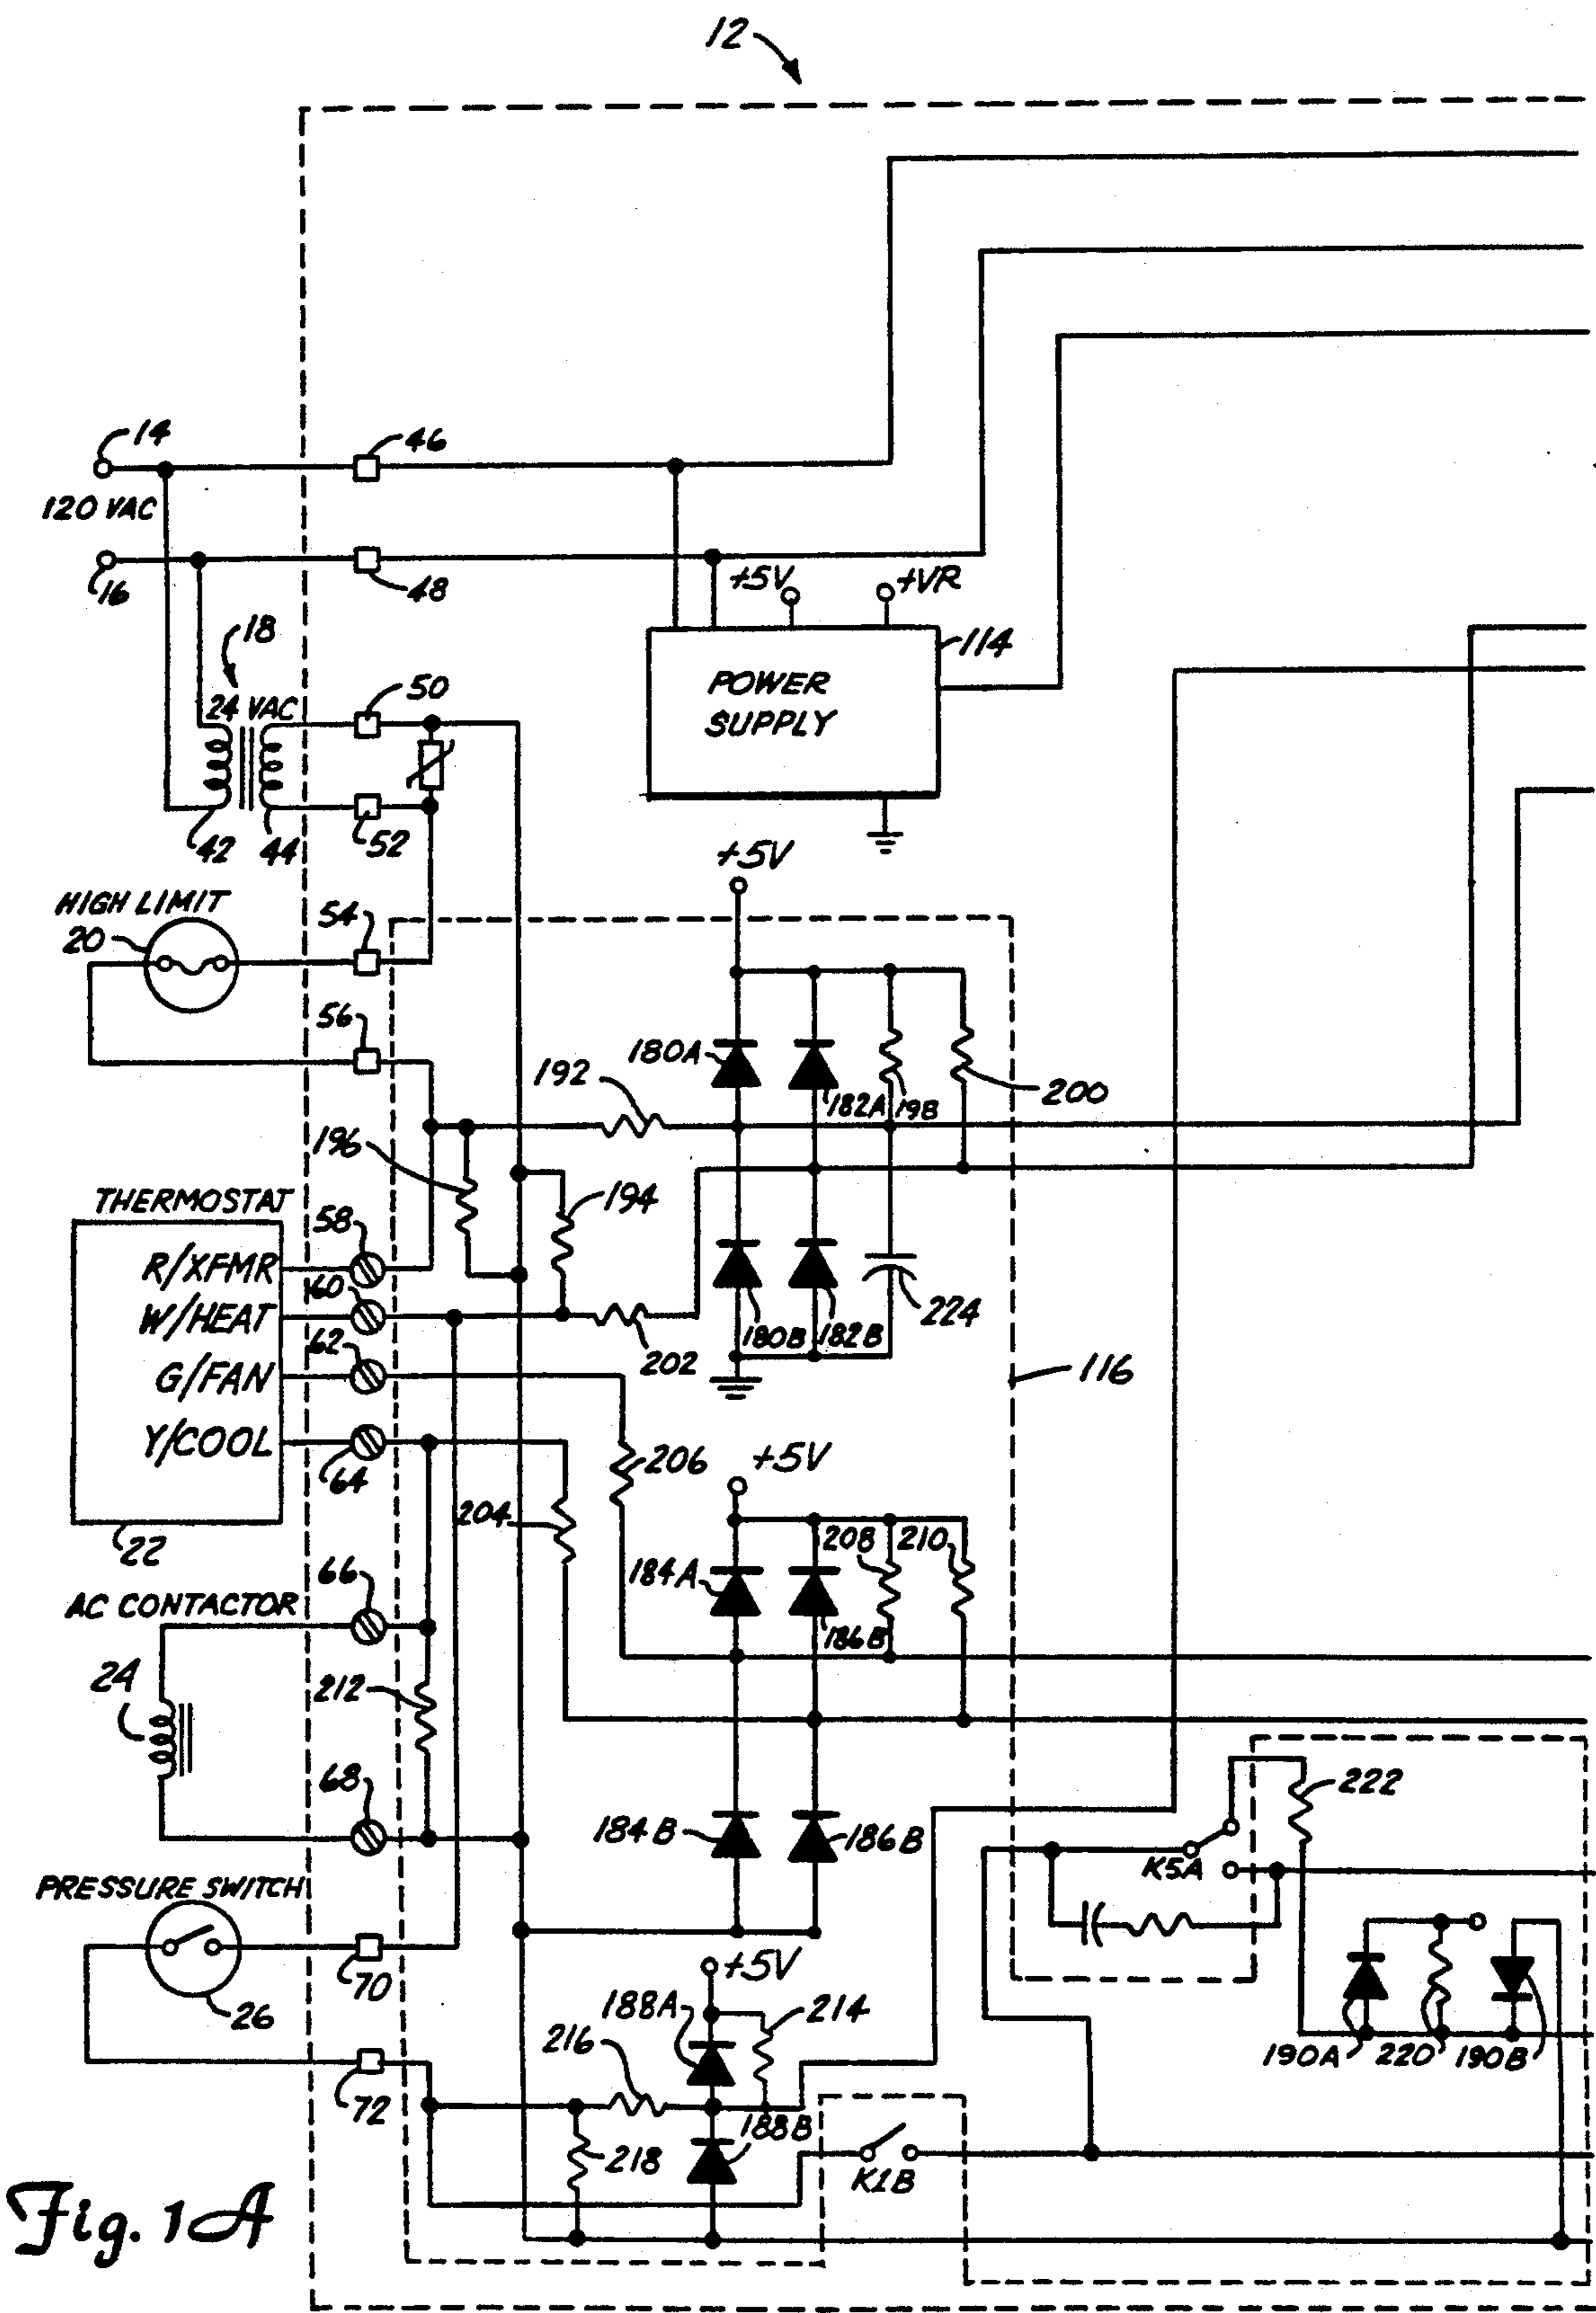 12
14
46
120 VAC
16
48
+5V
+VR
18
114
50
24 VAC
POWER
SUPPLY
42
44
52
+5V
HIGH LIMIT
54
20
56
180A
192
182A
198
200
196
THERMOSTAT
58
194
R/XFMR
60
W/HEAT
224
180B
182B
62
202
116
G/FAN
Y/COOL
64
206
+5V
204
22
208
210
66
184A
AC CONTACTOR
186B
24
212
68
222
184B
186B
K5A
PRESSURE SWITCH
+5V
70
188A
214
26
216
190A
220
190B
72
188B
218
K1B
Fig. 1A